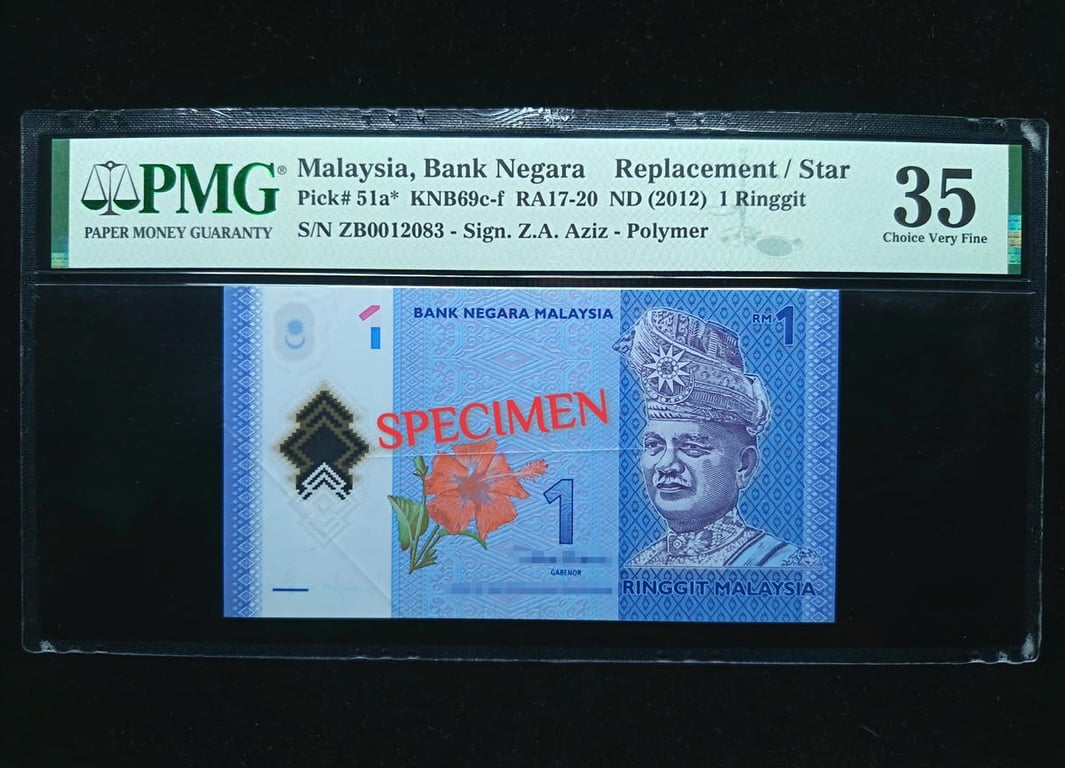 PMG®
PAPER MONEY GUARANTY
Malaysia, Bank Negara Replacement / Star
Pick# 51a* KNB69c-f RA17-20 ND (2012) 1 Ringgit
S/N ZB0012083 - Sign. Z.A. Aziz - Polymer
35
Choice Very Fine
1
BANK NEGARA MALAYSIA
RM1
SPECIMEN
1
GABENOR
RINGGIT MALAYSIA